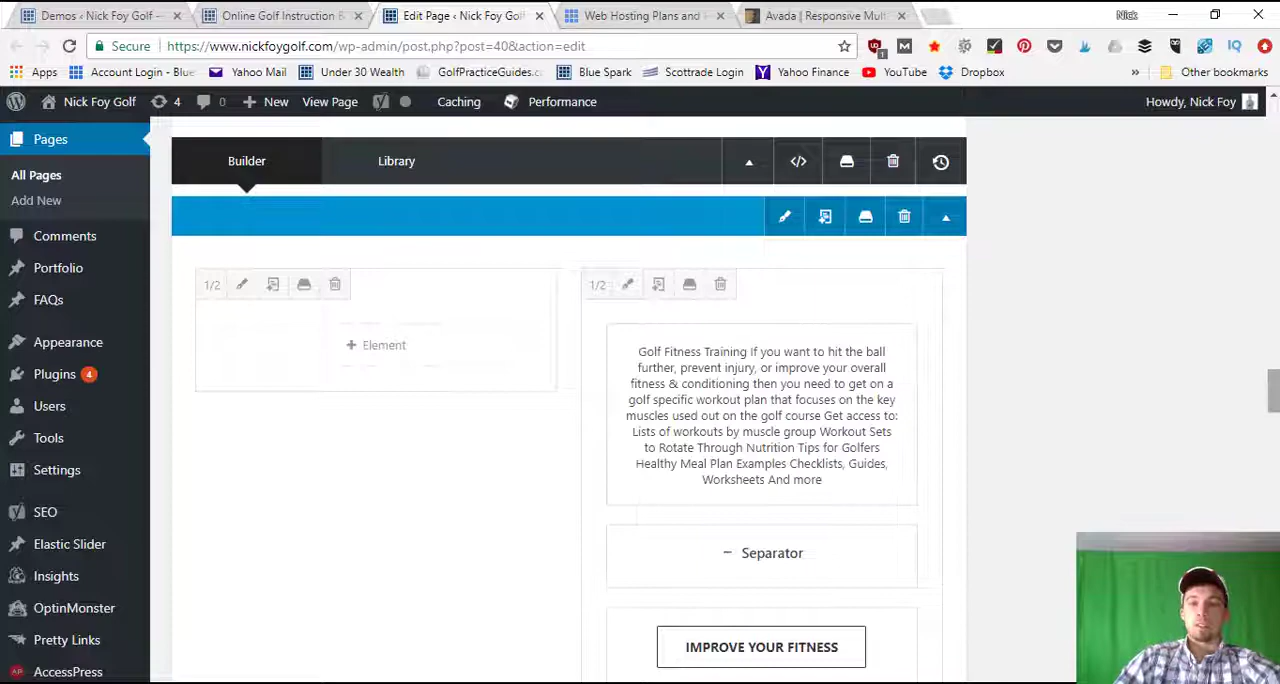 Demos ‹ Nick Foy Golf -
Online Golf Instruction &
Edit Page ‹ Nick Foy Gol
Web Hosting Plans and
Avada | Responsive Mult
Nick
Secure
https://www.nickfoygolf.com/wp-admin/post.php?post=40&action=edit
Apps
Account Login - Blue
Yahoo Mail
Under 30 Wealth
GolfPracticeGuides.c
Blue Spark
Scottrade Login
Yahoo Finance
YouTube
Dropbox
»
Other bookmarks
Nick Foy Golf
4
0
New
View Page
Caching
Performance
Howdy, Nick Foy
Pages
All Pages
Add New
Comments
Portfolio
FAQs
Appearance
Plugins 4
Users
Tools
Settings
SEO
Elastic Slider
Insights
OptinMonster
Pretty Links
AccessPress
Builder
Library
1/2
+ Element
1/2
Golf Fitness Training If you want to hit the ball
further, prevent injury, or improve your overall
fitness & conditioning then you need to get on a
golf specific workout plan that focuses on the key
muscles used out on the golf course Get access to:
Lists of workouts by muscle group Workout Sets
to Rotate Through Nutrition Tips for Golfers
Healthy Meal Plan Examples Checklists, Guides,
Worksheets And more
Separator
IMPROVE YOUR FITNESS